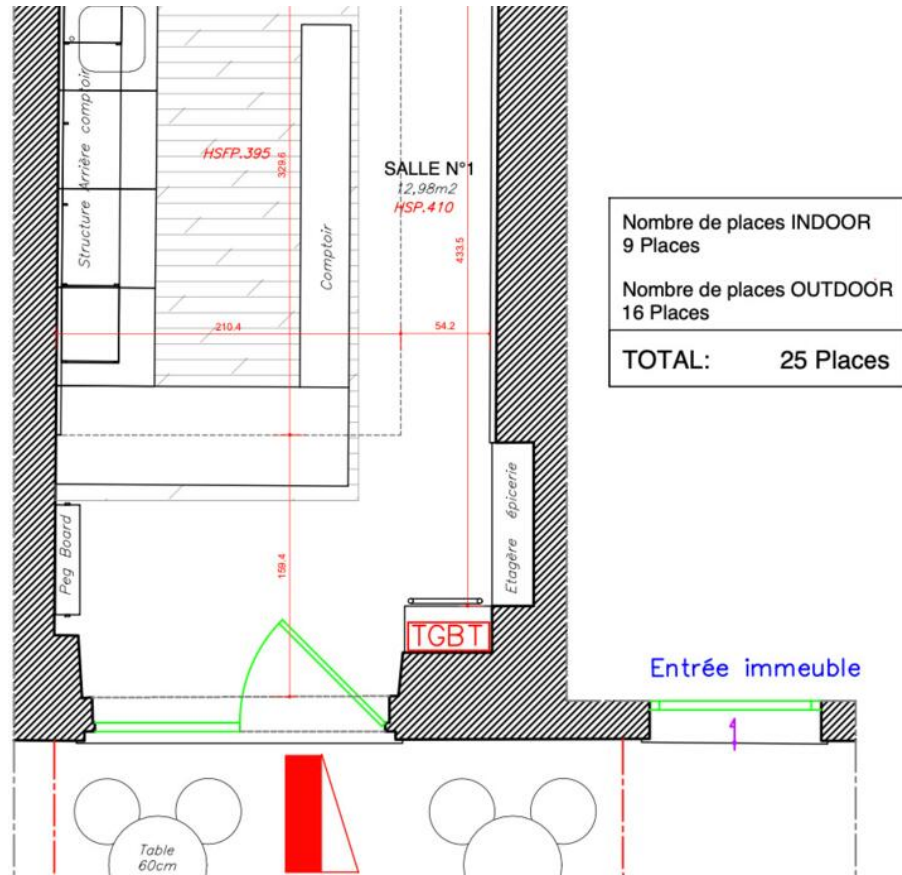 Structure Arrière comptoir
HSFP.395
329.6
SALLE N°1
12,98m2
HSP.410
Comptoir
433.5
210.4
54.2
Nombre de places INDOOR
9 Places
Nombre de places OUTDOOR
16 Places
TOTAL: 25 Places
Peg Board
159.4
Etagère épicerie
TGBT
Entrée immeuble
4
Table
60cm